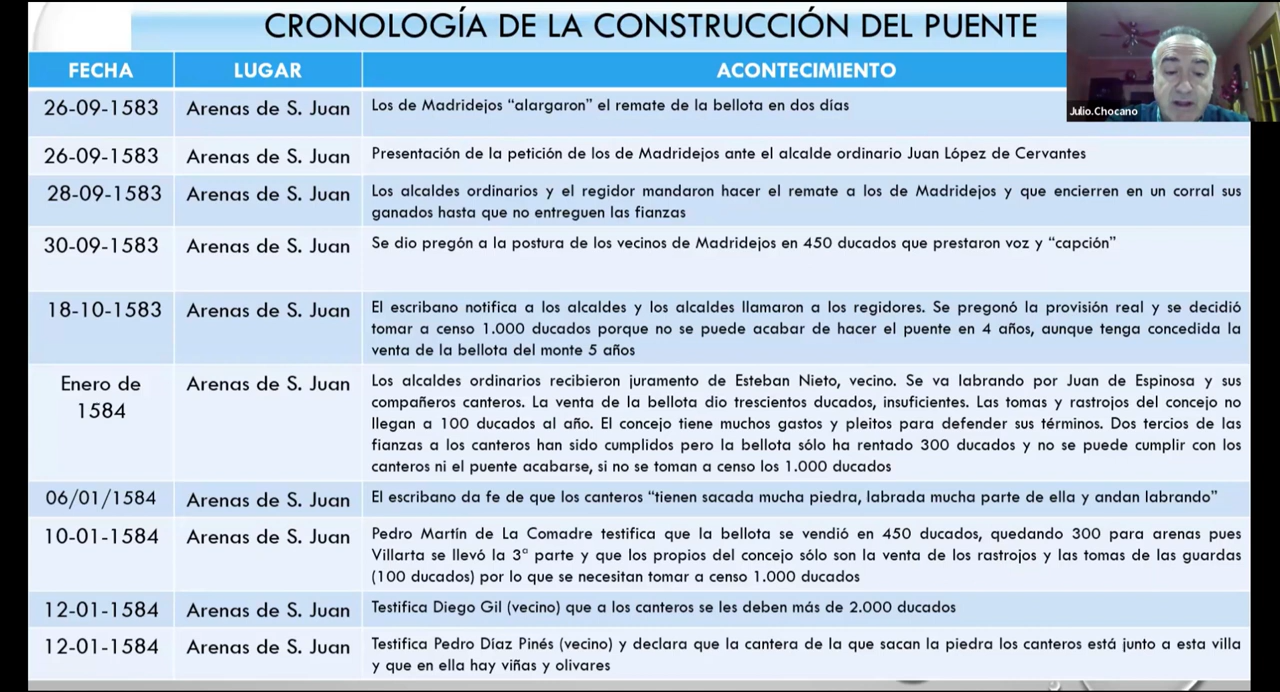 CRONOLOGÍA DE LA CONSTRUCCIÓN DEL PUENTE
Julio.Chocano
FECHA LUGAR ACONTECIMIENTO
26-09-1583 Arenas de S. Juan Los de Madridejos “alargaron” el remate de la bellota en dos días
26-09-1583 Arenas de S. Juan Presentación de la petición de los de Madridejos ante el alcalde ordinario Juan López de Cervantes
28-09-1583 Arenas de S. Juan Los alcaldes ordinarios y el regidor mandaron hacer el remate a los de Madridejos y que encierren en un corral sus
ganados hasta que no entreguen las fianzas
30-09-1583 Arenas de S. Juan Se dio pregón a la postura de los vecinos de Madridejos en 450 ducados que prestaron voz y “capción”
18-10-1583 Arenas de S. Juan El escribano notifica a los alcaldes y los alcaldes llamaron a los regidores. Se pregonó la provisión real y se decidió
tomar a censo 1.000 ducados porque no se puede acabar de hacer el puente en 4 años, aunque tenga concedida la
venta de la bellota del monte 5 años
Enero de
1584
Arenas de S. Juan Los alcaldes ordinarios recibieron juramento de Esteban Nieto, vecino. Se va labrando por Juan de Espinosa y sus
compañeros canteros. La venta de la bellota dio trescientos ducados, insuficientes. Las tomas y rastrojos del concejo no
llegan a 100 ducados al año. El concejo tiene muchos gastos y pleitos para defender sus términos. Dos tercios de las
fianzas a los canteros han sido cumplidos pero la bellota sólo ha rentado 300 ducados y no se puede cumplir con los
canteros ni el puente acabarse, si no se toman a censo los 1.000 ducados
06/01/1584 Arenas de S. Juan El escribano da fe de que los canteros “tienen sacada mucha piedra, labrada mucha parte de ella y andan labrando”
10-01-1584 Arenas de S. Juan Pedro Martín de La Comadre testifica que la bellota se vendió en 450 ducados, quedando 300 para arenas pues
Villarta se llevó la 3ª parte y que los propios del concejo sólo son la venta de los rastrojos y las tomas de las guardas
(100 ducados) por lo que se necesitan tomar a censo 1.000 ducados
12-01-1584 Arenas de S. Juan Testifica Diego Gil (vecino) que a los canteros se les deben más de 2.000 ducados
12-01-1584 Arenas de S. Juan Testifica Pedro Díaz Pinés (vecino) y declara que la cantera de la que sacan la piedra los canteros está junto a esta villa
y que en ella hay viñas y olivares